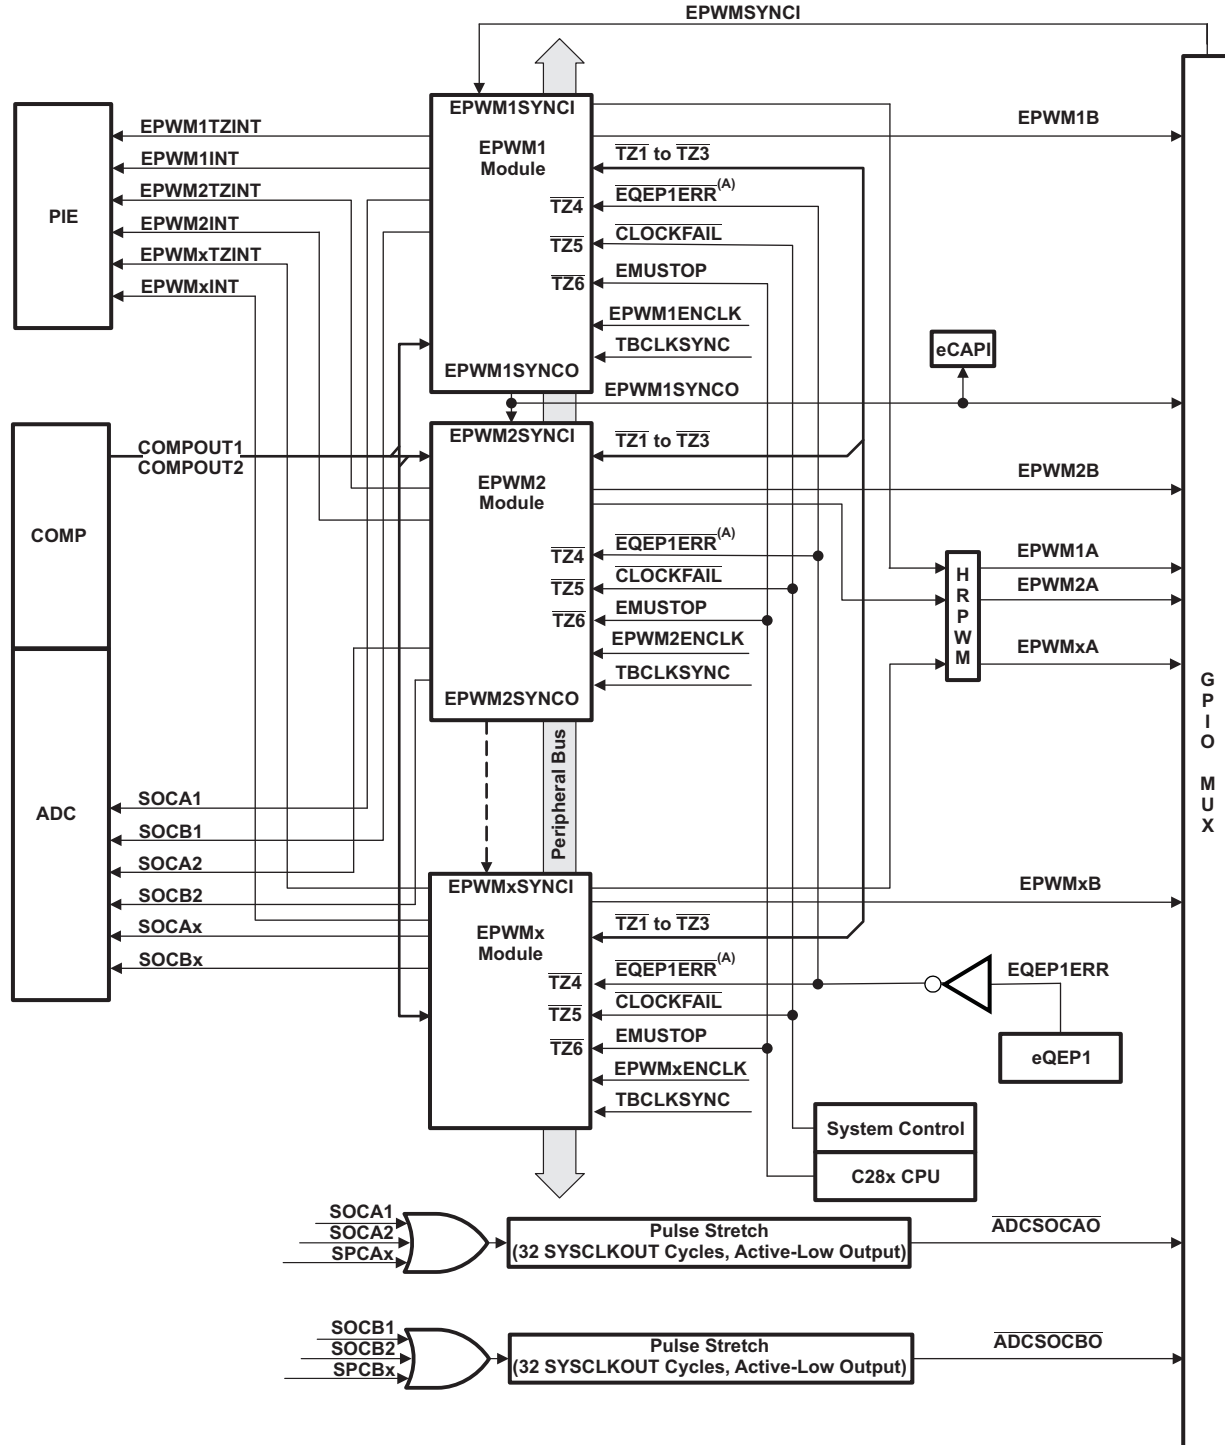 EPWMSYNCI
EPWM1SYNCI
EPWM1B
EPWM1TZINT
EPWM1
Module
TZ1 to TZ3
EPWM1INT
EPWM2TZINT
TZ4
EQEP1ERR(A)
PIE
EPWM2INT
TZ5
CLOCKFAIL
EPWMxTZINT
TZ6
EMUSTOP
EPWMxINT
EPWM1ENCLK
TBCLKSYNC
eCAPI
EPWM1SYNCO
EPWM1SYNCO
EPWM2SYNCI
TZ1 to TZ3
COMPOUT1
COMPOUT2
EPWM2B
EPWM2
Module
COMP
TZ4
EQEP1ERR(A)
EPWM1A
TZ5
CLOCKFAIL
HRPWM
EPWM2A
TZ6
EMUSTOP
EPWM2ENCLK
EPWMxA
TBCLKSYNC
EPWM2SYNCO
GPIO MUX
Peripheral Bus
ADC
SOCA1
SOCB1
SOCA2
SOCB2
SOCAx
SOCBx
EPWMxSYNCI
EPWMxB
TZ1 to TZ3
EPWMx
Module
TZ4
EQEP1ERR(A)
EQEP1ERR
TZ5
CLOCKFAIL
TZ6
EMUSTOP
eQEP1
EPWMxENCLK
TBCLKSYNC
System Control
C28x CPU
SOCA1
SOCA2
SPCAx
Pulse Stretch
(32 SYSCLKOUT Cycles, Active-Low Output)
ADCSOCAO
SOCB1
SOCB2
SPCBx
Pulse Stretch
(32 SYSCLKOUT Cycles, Active-Low Output)
ADCSOCBO